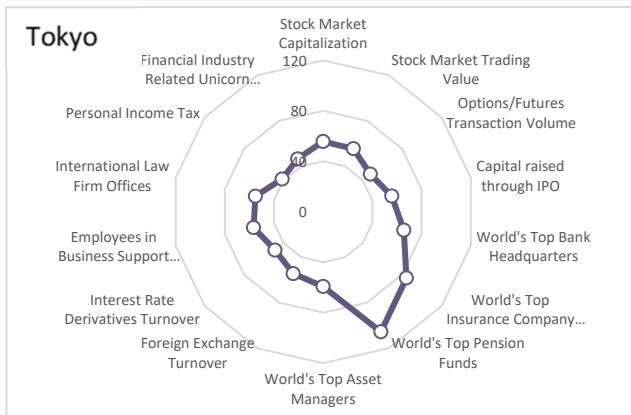 Tokyo
Stock Market
Capitalization
120
80
40
0
Stock Market Trading
Value
Options/Futures
Transaction Volume
Capital raised
through IPO
World's Top Bank
Headquarters
World's Top
Insurance Company...
World's Top Pension
Funds
World's Top Asset
Managers
Foreign Exchange
Turnover
Interest Rate
Derivatives Turnover
Employees in
Business Support...
International Law
Firm Offices
Personal Income Tax
Financial Industry
Related Unicorn...